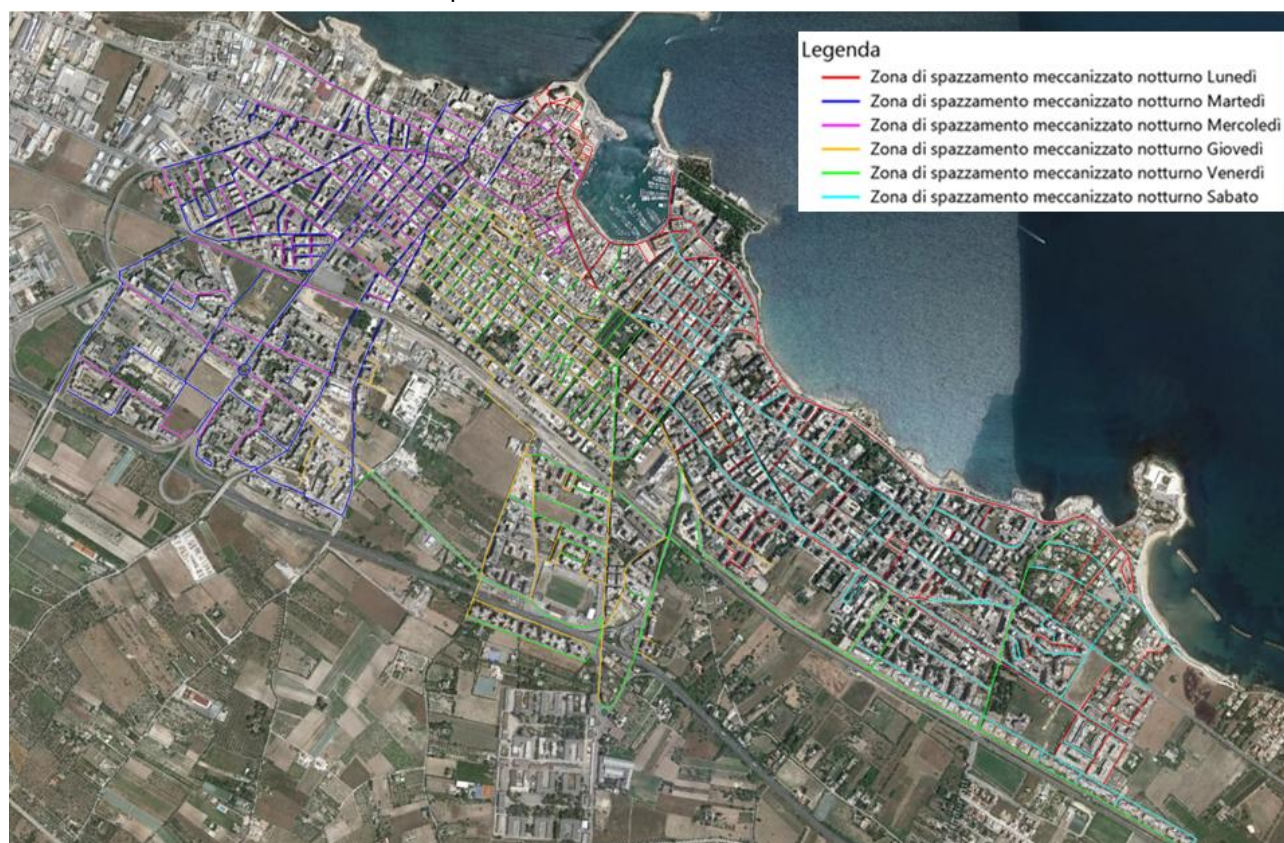 Legenda
Zona di spazzamento meccanizzato notturno Lunedì
Zona di spazzamento meccanizzato notturno Martedì
Zona di spazzamento meccanizzato notturno Mercoledì
Zona di spazzamento meccanizzato notturno Giovedì
Zona di spazzamento meccanizzato notturno Venerdì
Zona di spazzamento meccanizzato notturno Sabato